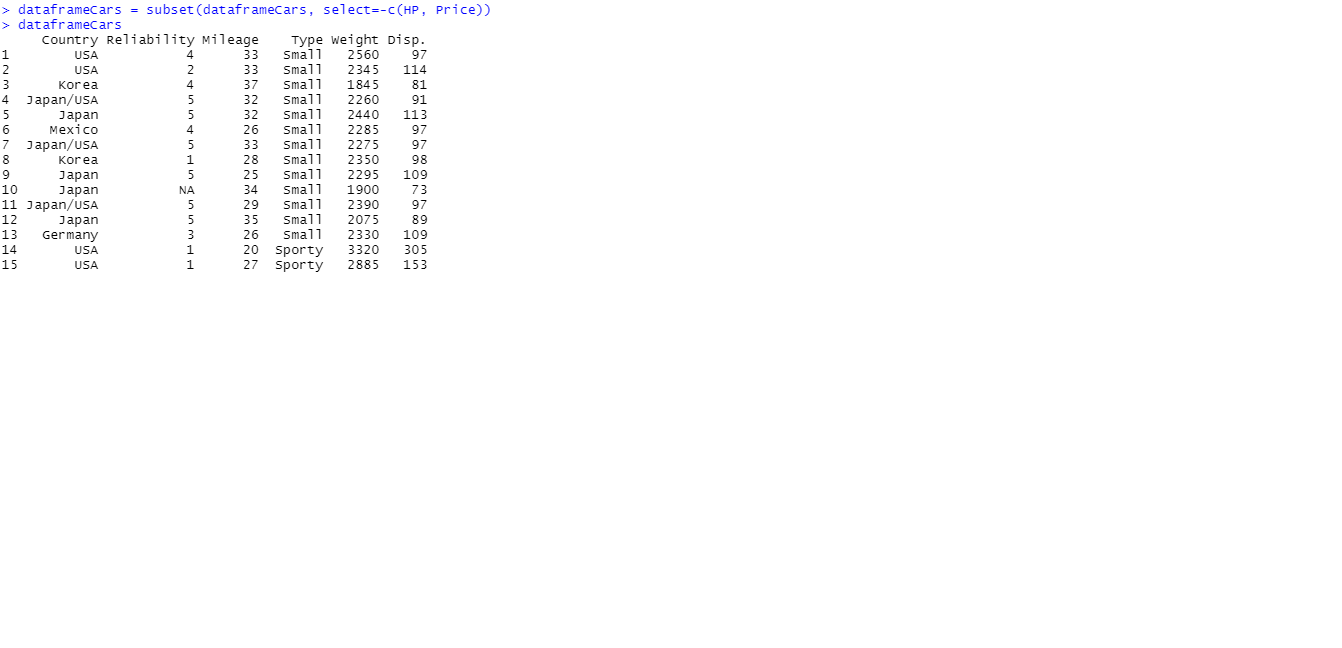 > dataframeCars = subset(dataframeCars, select=-c(HP, Price))
> dataframeCars
     Country Reliability Mileage    Type Weight Disp.
1        USA           4      33   Small   2560    97
2        USA           2      33   Small   2345   114
3      Korea           4      37   Small   1845    81
4  Japan/USA           5      32   Small   2260    91
5      Japan           5      32   Small   2440   113
6     Mexico           4      26   Small   2285    97
7  Japan/USA           5      33   Small   2275    97
8      Korea           1      28   Small   2350    98
9      Japan           5      25   Small   2295   109
10     Japan          NA      34   Small   1900    73
11 Japan/USA           5      29   Small   2390    97
12     Japan           5      35   Small   2075    89
13   Germany           3      26   Small   2330   109
14       USA           1      20  Sporty   3320   305
15       USA           1      27  Sporty   2885   153